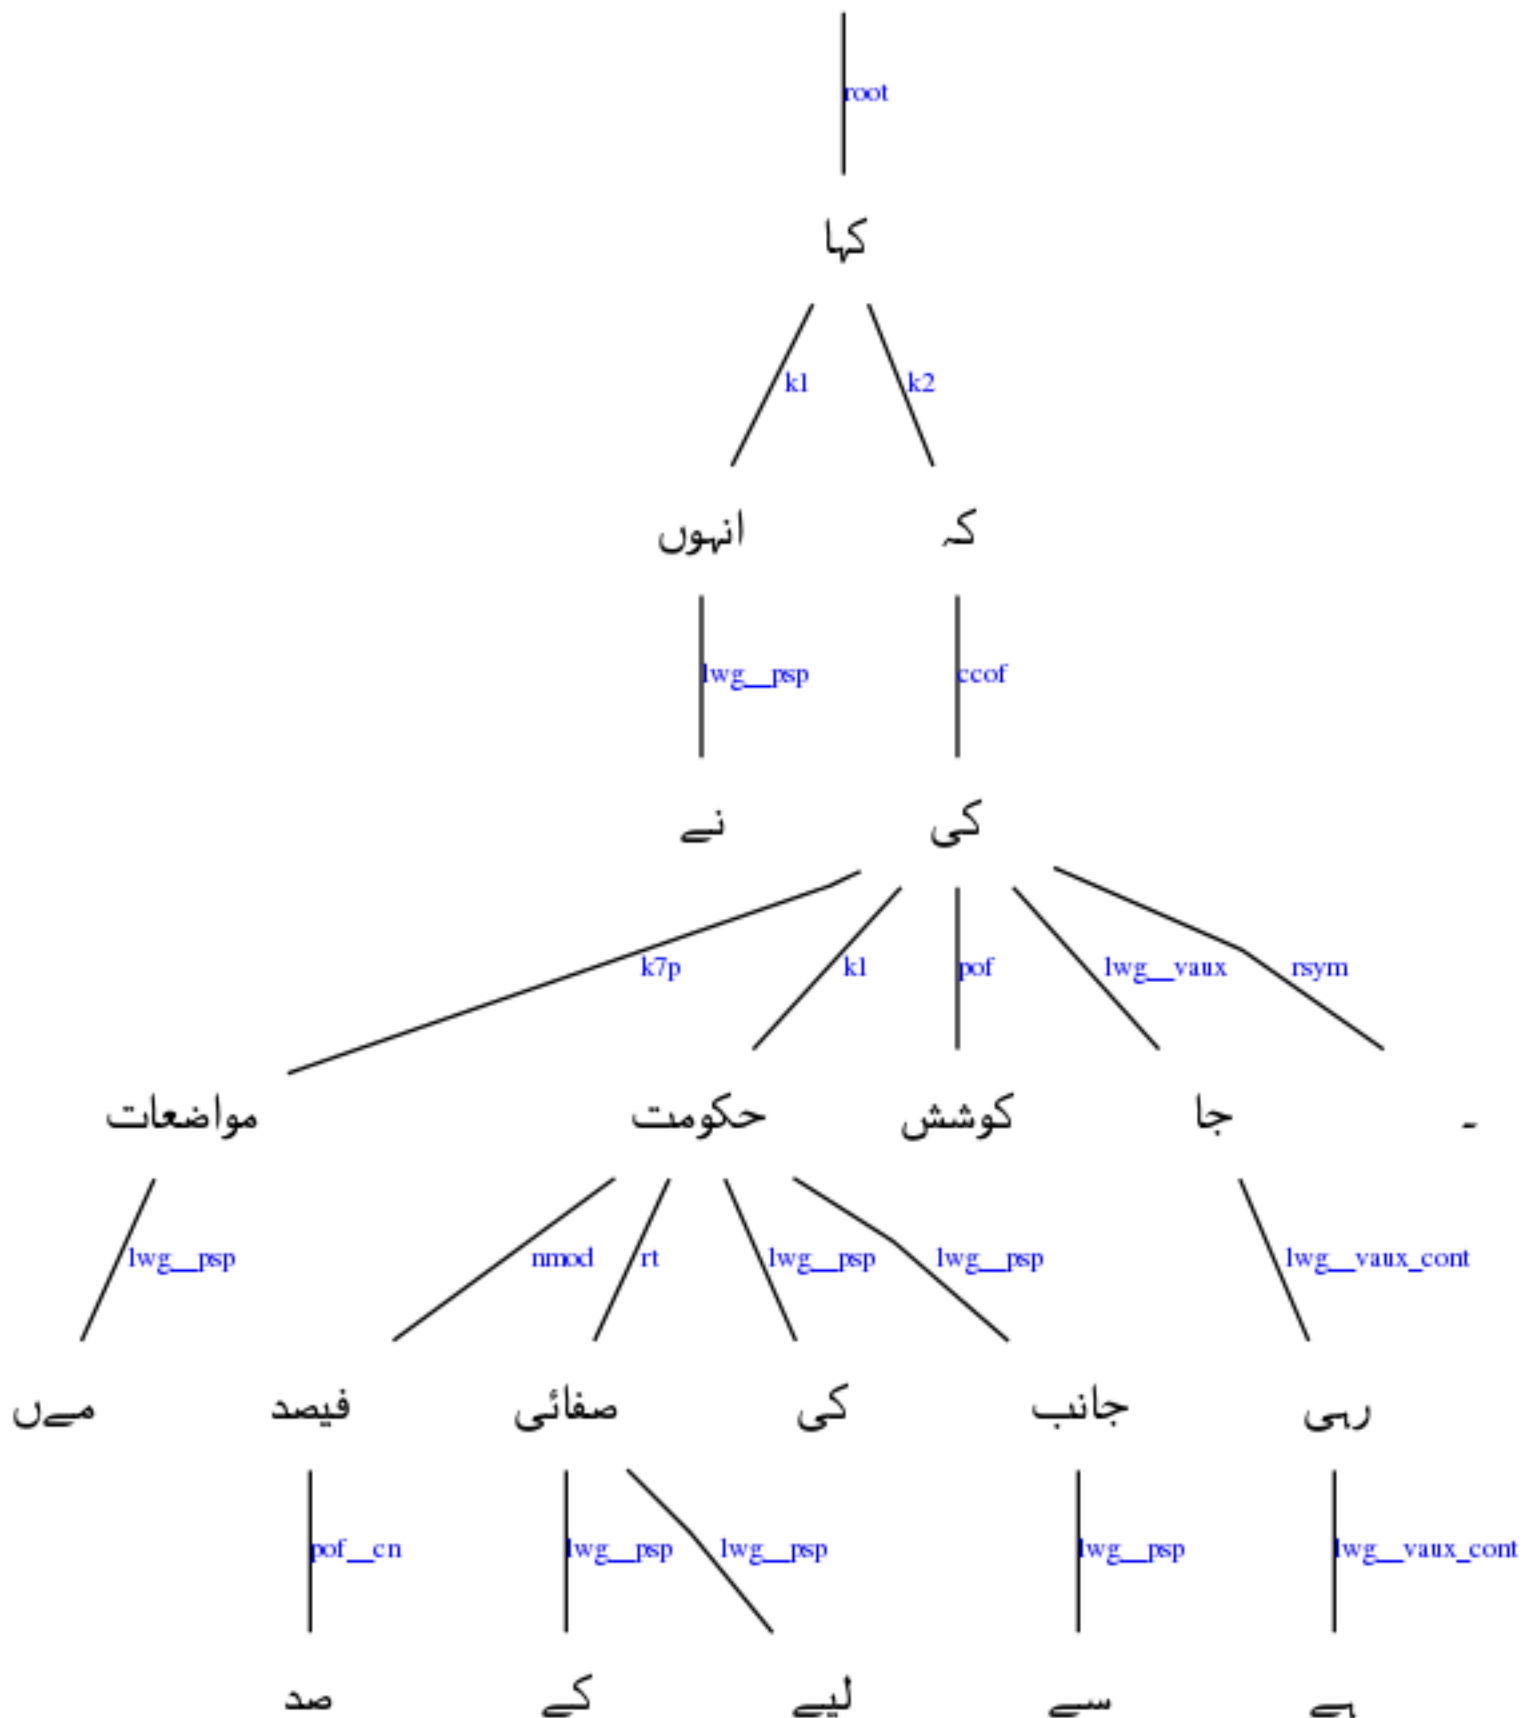 root
کہا
k1 k2
انہوں کہ
lwg__psp ccof
نے کی
k7p k1 pof lwg__vaux rsym
مواضعات حکومت کوشش جا ۔
lwg__psp nmod rt lwg__psp lwg__psp lwg__vaux_cont
مےں فیصد صفائی کی جانب رہی
pof__cn lwg__psp lwg__psp lwg__psp lwg__vaux_cont
صد کے لیے سے ہے